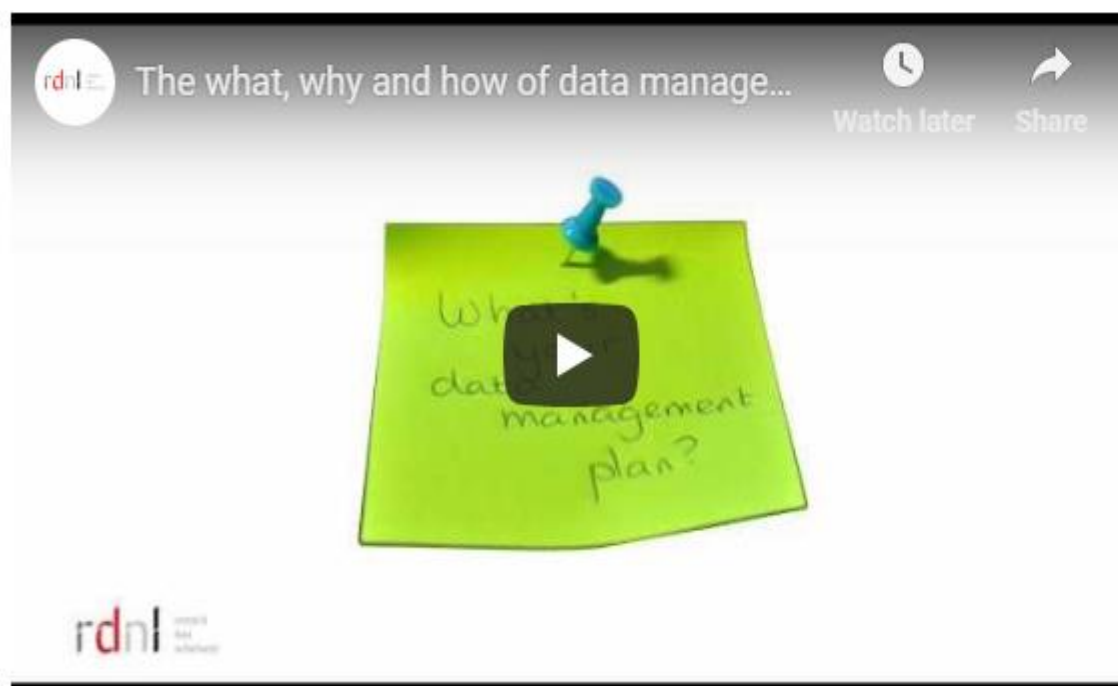 rdnl
The what, why and how of data manage...
Watch later
Share
What's
your
data
management
plan?
rdnl